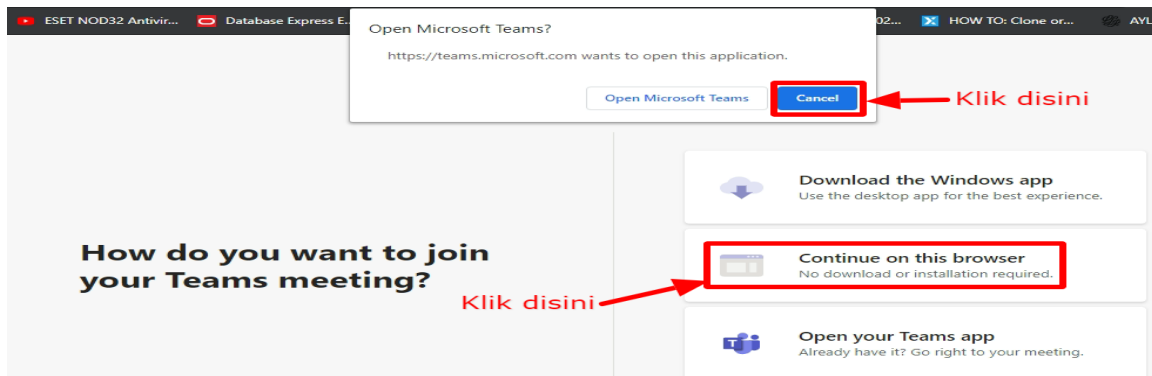 ESET NOD32 Antivir...
Database Express E...
02...
HOW TO: Clone or...
AYL
Open Microsoft Teams?
https://teams.microsoft.com wants to open this application.
Open Microsoft Teams
Cancel
Klik disini
Download the Windows app
Use the desktop app for the best experience.
How do you want to join
your Teams meeting?
Continue on this browser
No download or installation required.
Klik disini
Open your Teams app
Already have it? Go right to your meeting.